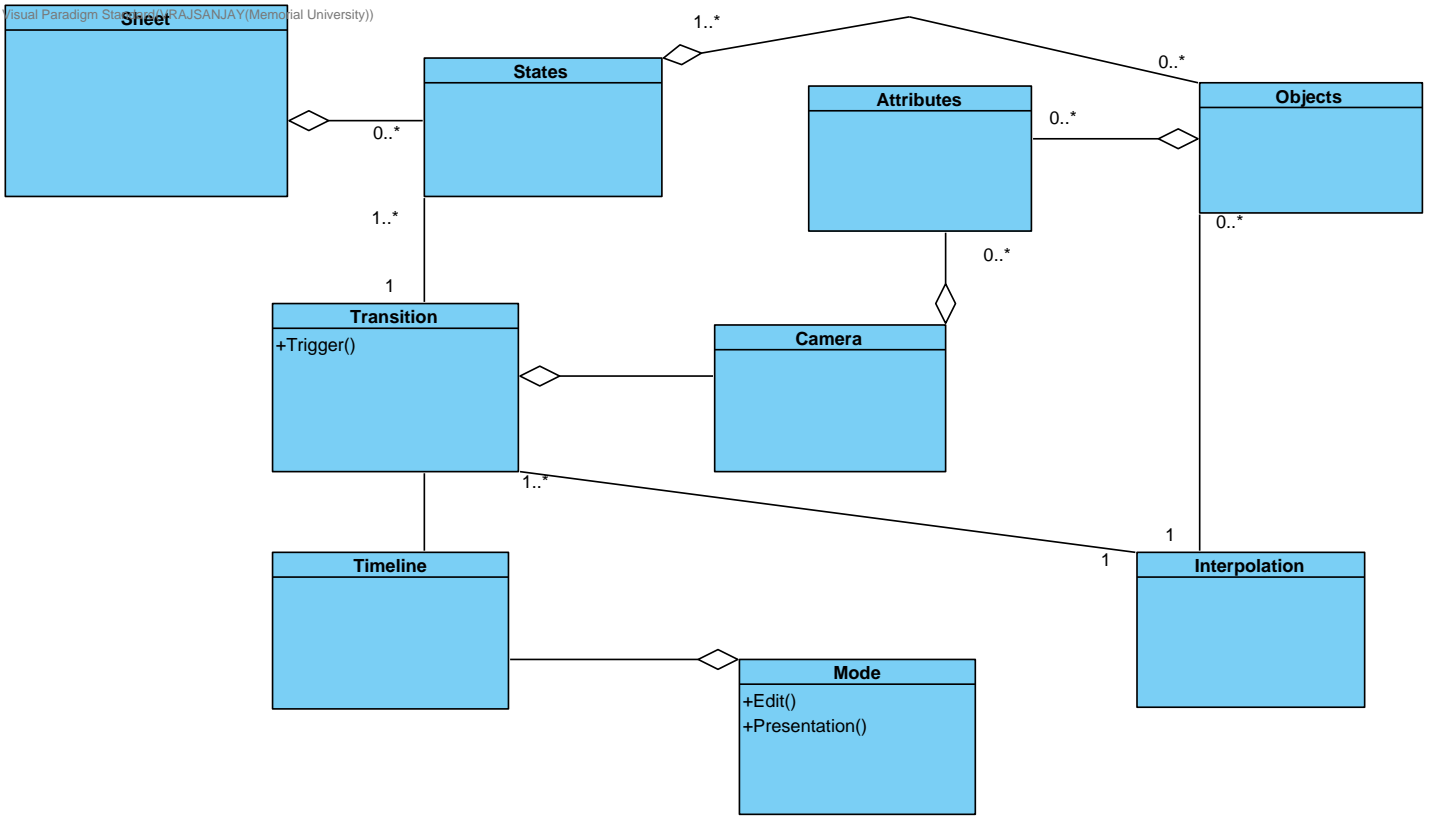 Visual Paradigm Standard(VRAJSANJAY(Memorial University))
Sheet
1..*
States
0..*
Objects
Attributes
0..*
0..*
1..*
0..*
0..*
1
Transition
+Trigger()
Camera
1..*
1
1
Timeline
Interpolation
Mode
+Edit()
+Presentation()